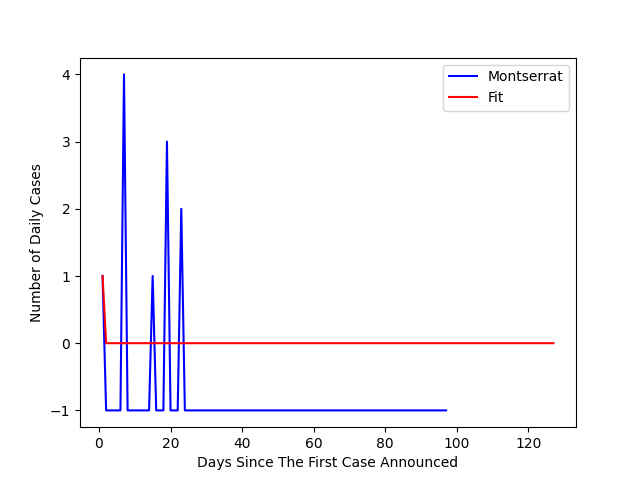 Montserrat
Fit
4
3
2
1
0
−1
Number of Daily Cases
0 20 40 60 80 100 120
Days Since The First Case Announced